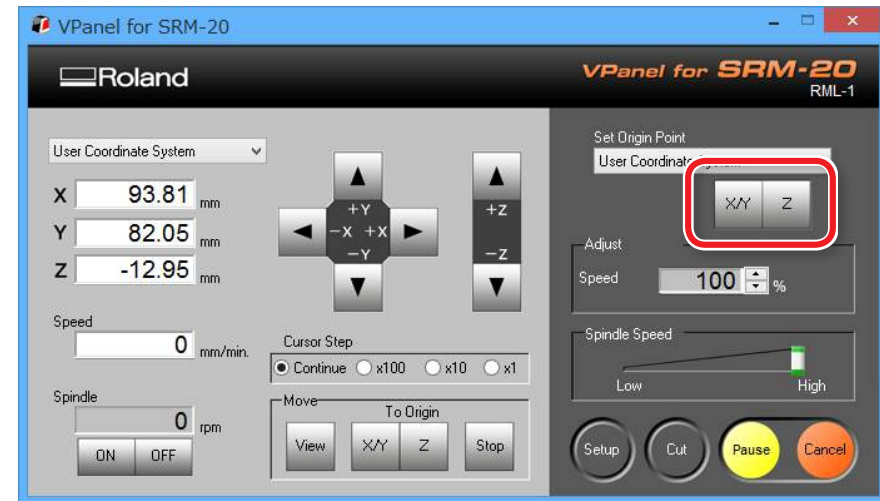 VPanel for SRM-20
Roland
VPanel for SRM-20
RML-1
User Coordinate System
X 93.81 mm
Y 82.05 mm
Z -12.95 mm
Speed
0 mm/min.
Spindle
0 rpm
ON OFF
+Y
-X +X
-Y
+Z
-Z
Cursor Step
Continue x100 x10 x1
Move
To Origin
View X/Y Z Stop
Set Origin Point
User Coordinate
X/Y Z
Adjust
Speed 100 %
Spindle Speed
Low High
Setup Cut Pause Cancel